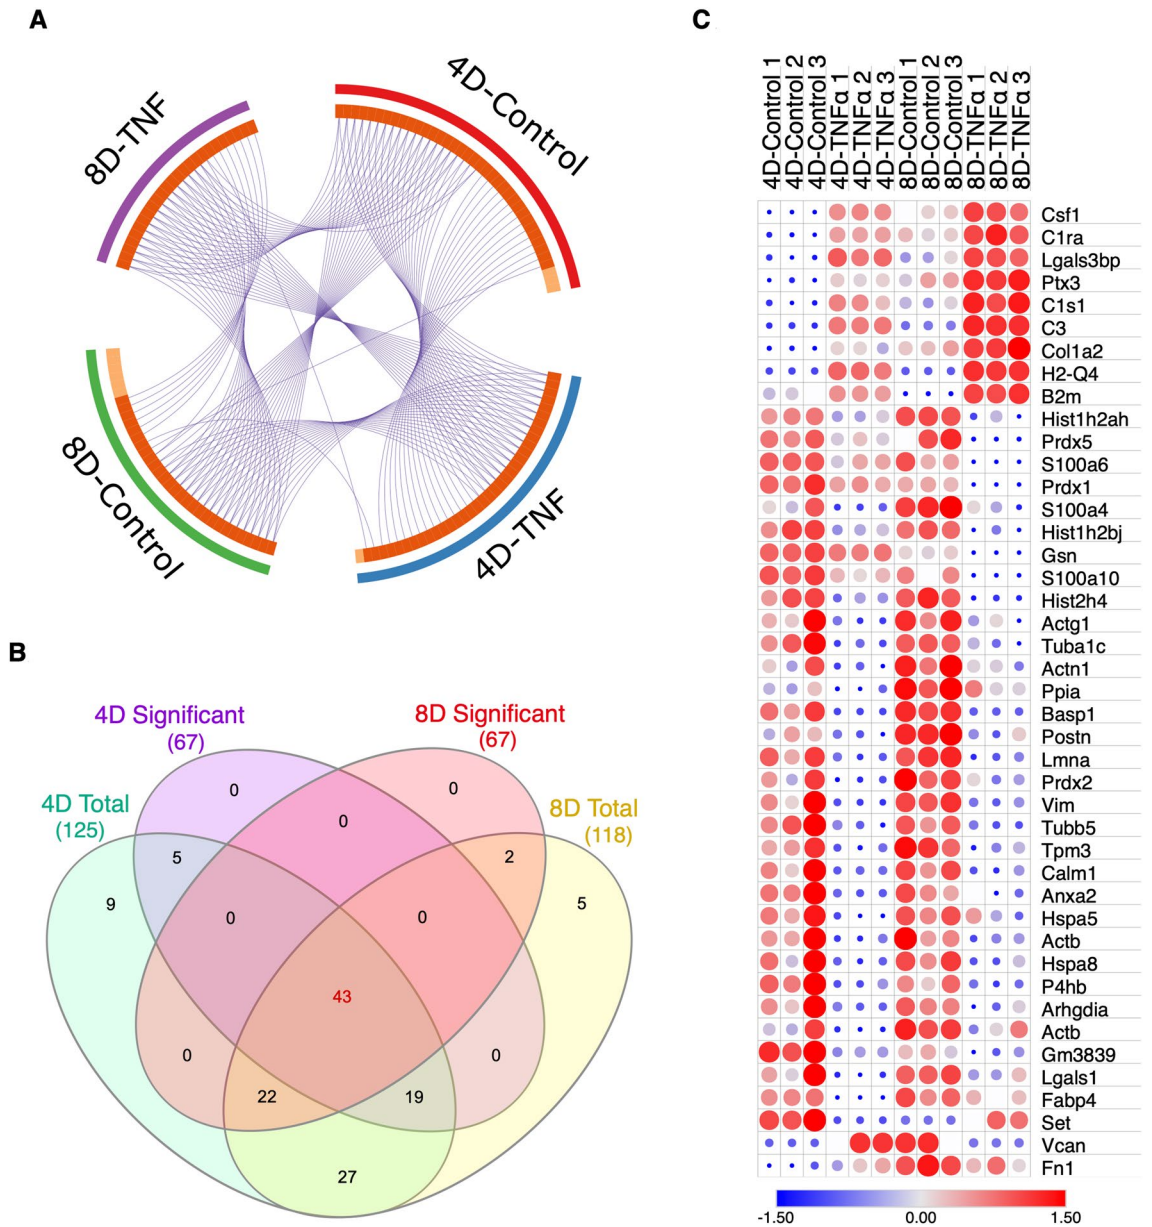 A
8D-TNF
4D-Control
8D-Control
4D-TNF
B
4D Significant
(67)
8D Significant
(67)
4D Total
(125)
8D Total
(118)
0
0
0
5
2
9
5
0
0
43
0
0
22
19
27
C
4D-Control 1
4D-Control 2
4D-Control 3
4D-TNFα 1
4D-TNFα 2
4D-TNFα 3
8D-Control 1
8D-Control 2
8D-Control 3
8D-TNFα 1
8D-TNFα 2
8D-TNFα 3
Csf1
C1ra
Lgals3bp
Ptx3
C1s1
C3
Col1a2
H2-Q4
B2m
Hist1h2ah
Prdx5
S100a6
Prdx1
S100a4
Hist1h2bj
Gsn
S100a10
Hist2h4
Actg1
Tuba1c
Actn1
Ppia
Basp1
Postn
Lmna
Prdx2
Vim
Tubb5
Tpm3
Calm1
Anxa2
Hspa5
Actb
Hspa8
P4hb
Arhgdia
Actb
Gm3839
Lgals1
Fabp4
Set
Vcan
Fn1
-1.50 0.00 1.50